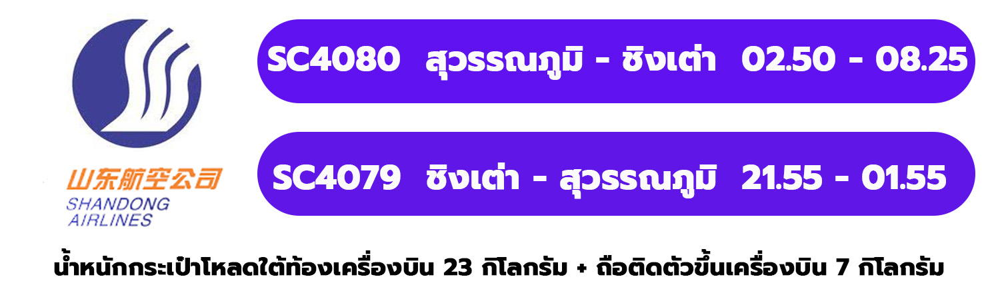 SC4080 สุวรรณภูมิ - ชิงเต่า 02.50 - 08.25
SC4079 ชิงเต่า - สุวรรณภูมิ 21.55 - 01.55
山东航空公司
SHANDONG
AIRLINES
น้ำหนักกระเป๋าโหลดใต้ท้องเครื่องบิน 23 กิโลกรัม + ถือติดตัวขึ้นเครื่องบิน 7 กิโลกรัม